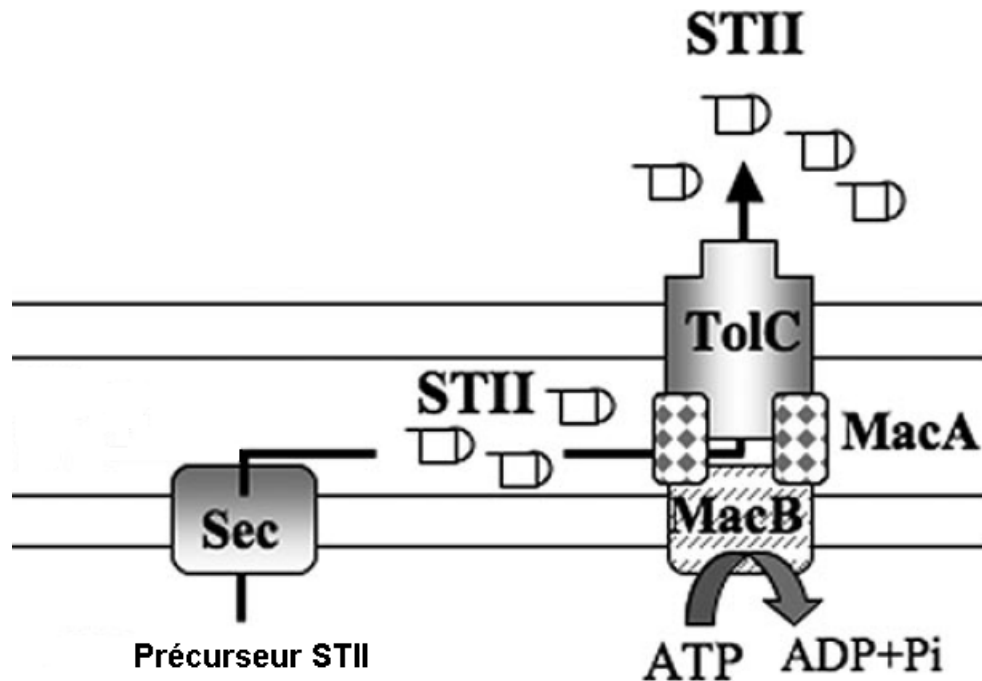 STII
TolC
STII
MacA
Sec
MacB
Précurseur STII
ATP
ADP+Pi